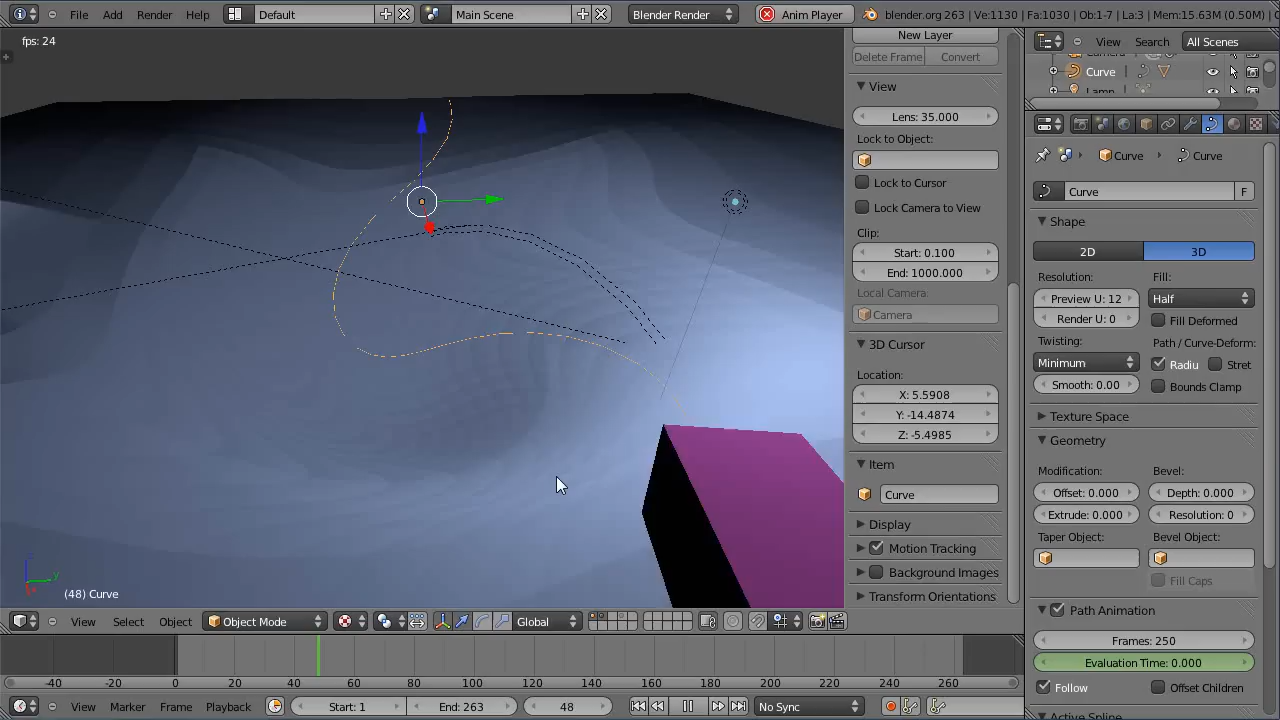 File Add Render Help Default Main Scene Blender Render Anim Player blender.org 263 | Ve:1130 | Fa:1030 | Ob:1-7 | La:3 | Mem:15.63M (0.50M) |
fps: 24
New Layer
Delete Frame Convert
View
Lens: 35.000
Lock to Object:
Lock to Cursor
Lock Camera to View
Clip:
Start: 0.100
End: 1000.000
Local Camera:
Camera
3D Cursor
Location:
X: 5.5908
Y: -14.4874
Z: -5.4985
Item
Curve
Display
Motion Tracking
Background Images
Transform Orientations
View Search All Scenes
Curve
Lamp
Curve Curve
Curve F
Shape
2D 3D
Resolution: Fill:
Preview U: 12 Half
Render U: 0 Fill Deformed
Twisting: Path / Curve-Deform:
Minimum Radiu Stret
Smooth: 0.00 Bounds Clamp
Texture Space
Geometry
Modification: Bevel:
Offset: 0.000 Depth: 0.000
Extrude: 0.000 Resolution: 0
Taper Object: Bevel Object:
Fill Caps
Path Animation
Frames: 250
Evaluation Time: 0.000
Follow Offset Children
Active Spline
z
y
(48) Curve
View Select Object Object Mode Global
-40 -20 0 20 40 60 80 100 120 140 160 180 200 220 240 260
View Marker Frame Playback Start: 1 End: 263 48 No Sync